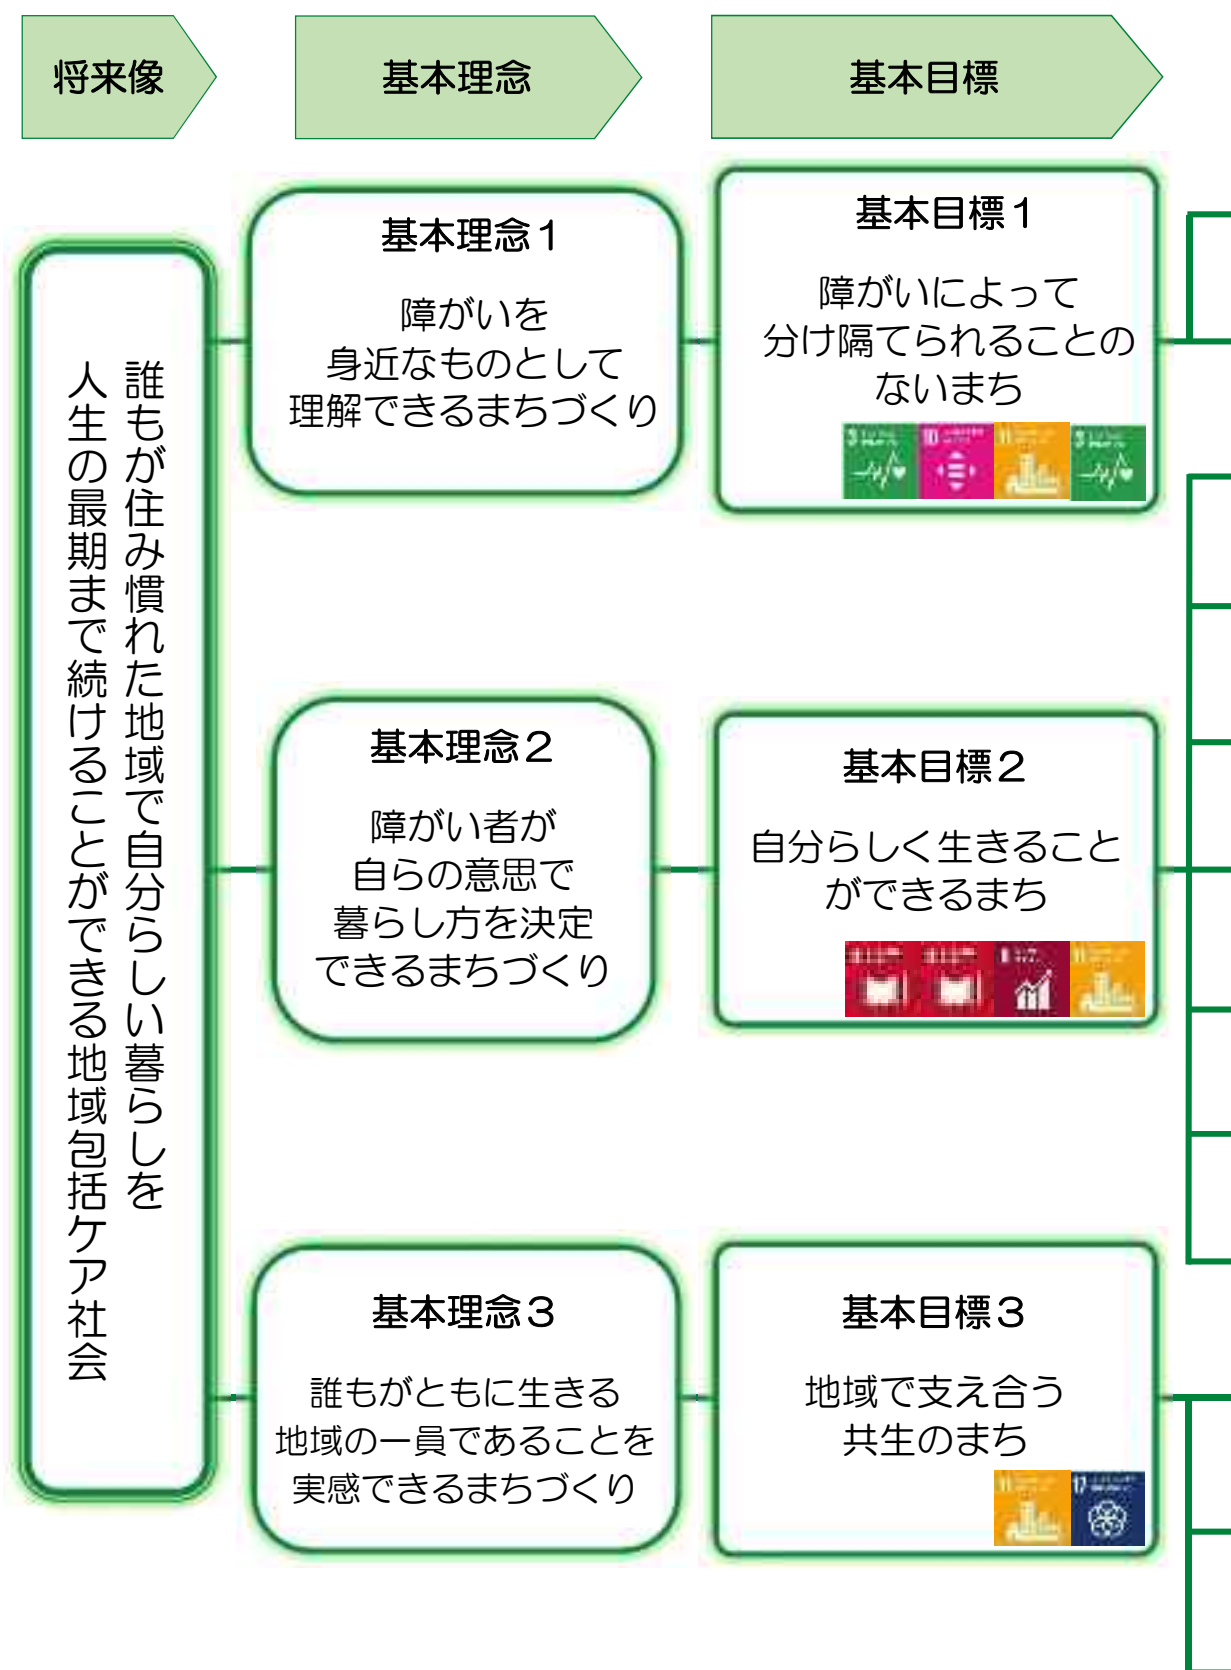 将来像
基本理念
基本目標
誰もが住み慣れた地域で自分らしい暮らしを
人生の最期まで続けることができる地域包括ケア社会
基本理念１
障がいを
身近なものとして
理解できるまちづくり
基本目標１
障がいによって
分け隔てられることの
ないまち
3
10
11
3
基本理念２
障がい者が
自らの意思で
暮らし方を決定
できるまちづくり
基本目標２
自分らしく生きること
ができるまち
8
11
基本理念３
誰もがともに生きる
地域の一員であることを
実感できるまちづくり
基本目標３
地域で支え合う
共生のまち
11
17